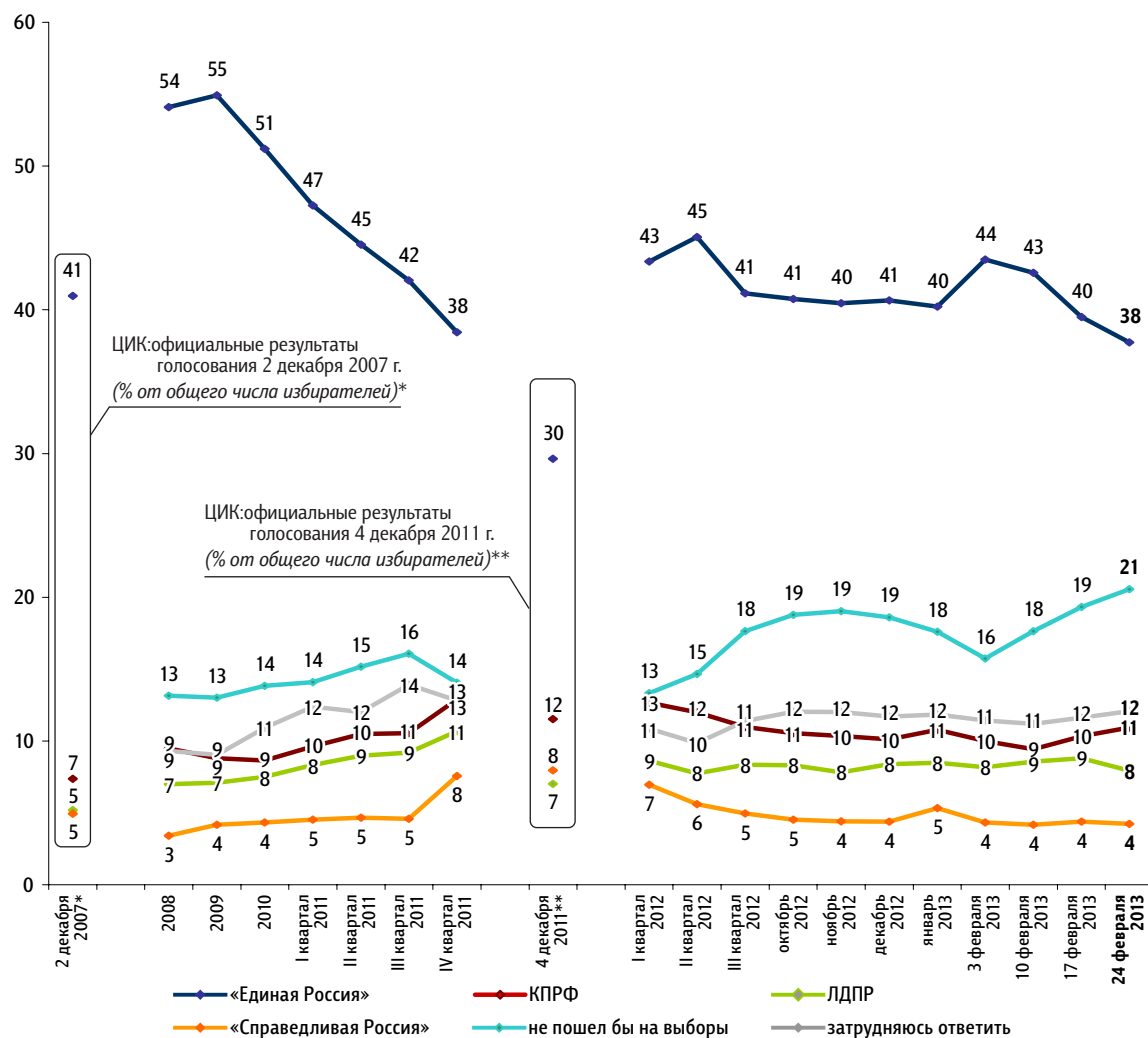 60
50
40
30
20
10
0
41
7
5
5
ЦИК:официальные результаты
голосования 2 декабря 2007 г.
(% от общего числа избирателей)*
54 55 51 47 45 42 38
13 13 14 14 15 16 14
9 9 11 12 12 14 13
9 9 9 10 10 11 13
7 7 8 8 9 9 11
3 4 4 5 5 5 8
ЦИК:официальные результаты
голосования 4 декабря 2011 г.
(% от общего числа избирателей)**
30
12
8
7
43 45 41 41 40 41 40 44 43 40 38
13 15 18 19 19 19 18 16 18 19 21
11 10 11 12 12 12 12 11 11 12 12
13 12 11 11 10 10 11 10 9 10 11
9 8 8 8 8 8 8 8 9 9 8
7 6 5 5 4 4 5 4 4 4 4
2 декабря
2007*
2008
2009
2010
I квартал
2011
II квартал
2011
III квартал
2011
IV квартал
2011
4 декабря
2011**
I квартал
2012
II квартал
2012
III квартал
2012
октябрь
2012
ноябрь
2012
декабрь
2012
январь
2013
3 февраля
2013
10 февраля
2013
17 февраля
2013
24 февраля
2013
«Единая Россия»
КПРФ
ЛДПР
«Справедливая Россия»
не пошел бы на выборы
затрудняюсь ответить